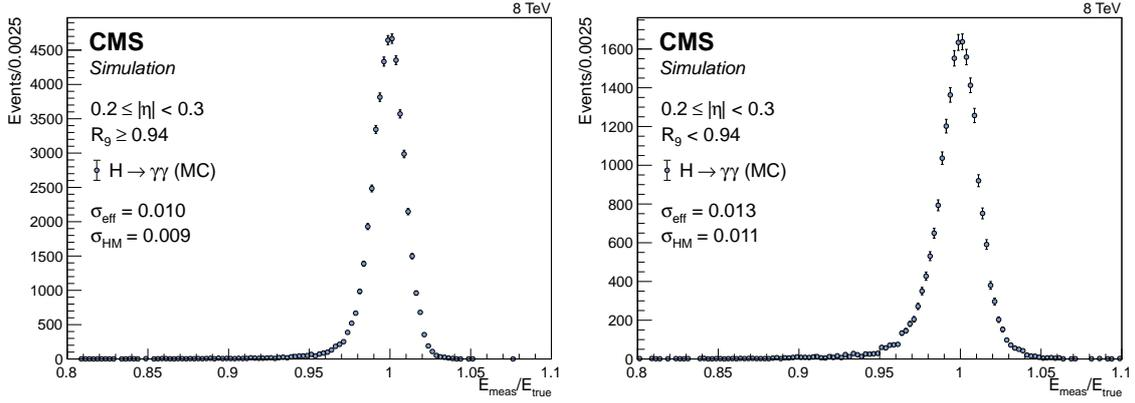 8 TeV
Events/0.0025
4500
4000
3500
3000
2500
2000
1500
1000
500
0
CMS
Simulation
0.2 ≤ |η| < 0.3
R9 ≥ 0.94
H → γγ (MC)
σeff = 0.010
σHM = 0.009
0.8 0.85 0.9 0.95 1 1.05 1.1
Emeas/Etrue
8 TeV
Events/0.0025
1600
1400
1200
1000
800
600
400
200
0
CMS
Simulation
0.2 ≤ |η| < 0.3
R9 < 0.94
H → γγ (MC)
σeff = 0.013
σHM = 0.011
0.8 0.85 0.9 0.95 1 1.05 1.1
Emeas/Etrue